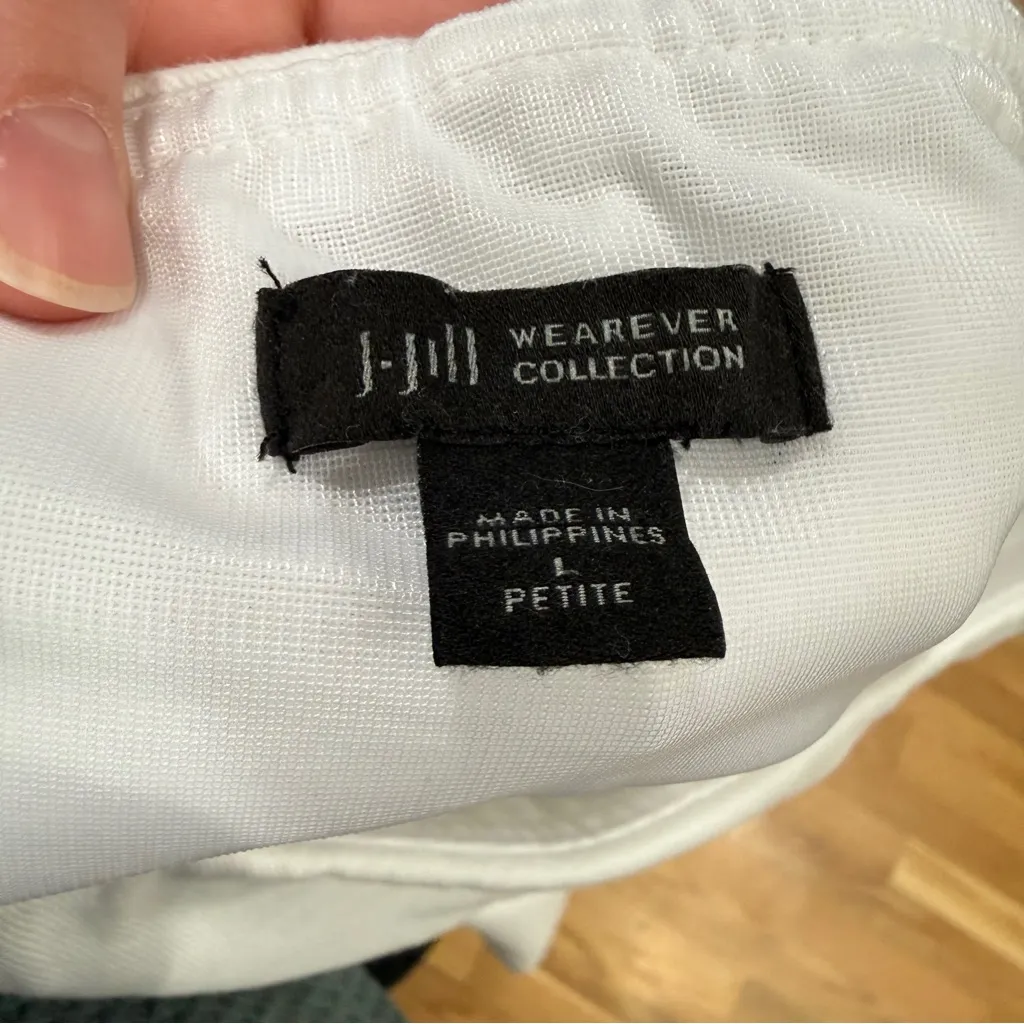 J.Jill WEAREVER
COLLECTION
MADE IN
PHILIPPINES
L
PETITE